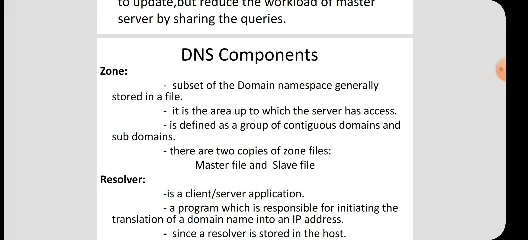 to update,but reduce the workload of master
server by sharing the queries.
DNS Components
Zone:
- subset of the Domain namespace generally
stored in a file.
- it is the area up to which the server has access.
- is defined as a group of contiguous domains and
sub domains.
- there are two copies of zone files:
Master file and Slave file
Resolver:
-is a client/server application.
- a program which is responsible for initiating the
translation of a domain name into an IP address.
- since a resolver is stored in the host.